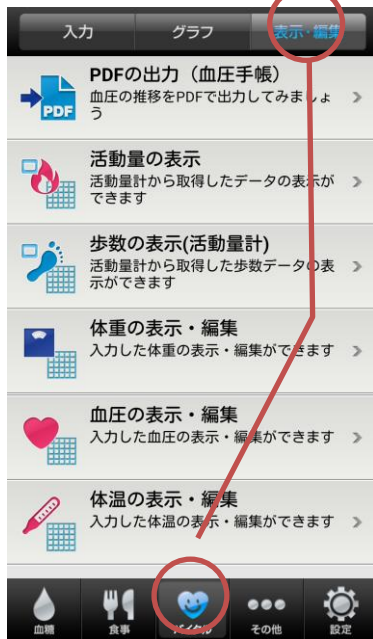 入力 グラフ 表示・編集
PDFの出力（血圧手帳）
血圧の推移をPDFで出力してみましょ
う
PDF
活動量の表示
活動量計から取得したデータの表示が
できます
歩数の表示(活動量計)
活動量計から取得した歩数データの表
示ができます
体重の表示・編集
入力した体重の表示・編集ができます
血圧の表示・編集
入力した血圧の表示・編集ができます
体温の表示・編集
入力した体温の表示・編集ができます
血糖 食事 バイタル その他 設定